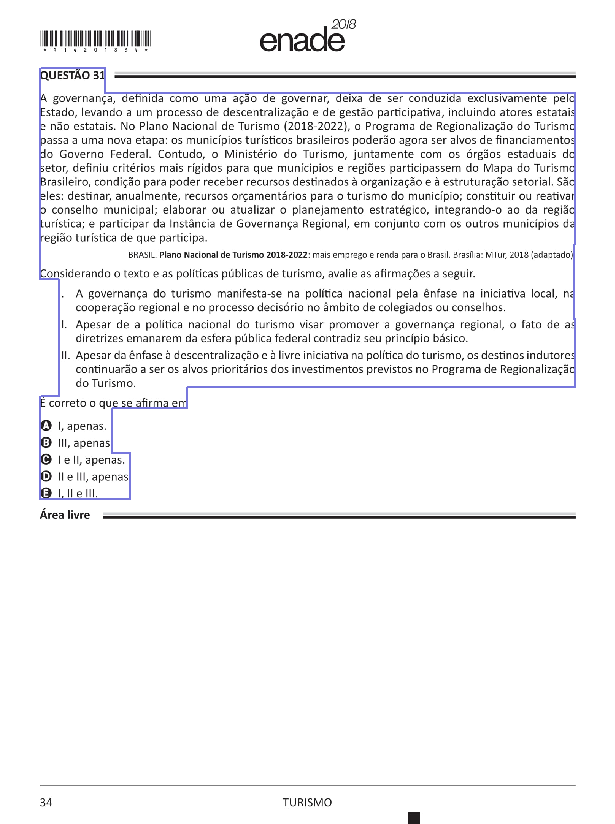 *R1420183 4*
enade 2018
QUESTÃO 31
A governança, definida como uma ação de governar, deixa de ser conduzida exclusivamente pelo
Estado, levando a um processo de descentralização e de gestão participativa, incluindo atores estatais
e não estatais. No Plano Nacional de Turismo (2018-2022), o Programa de Regionalização do Turismo
passa a uma nova etapa: os municípios turísticos brasileiros poderão agora ser alvos de financiamentos
do Governo Federal. Contudo, o Ministério do Turismo, juntamente com os órgãos estaduais do
setor, definiu critérios mais rígidos para que munícipios e regiões participassem do Mapa do Turismo
Brasileiro, condição para poder receber recursos destinados à organização e à estruturação setorial. São
eles: destinar, anualmente, recursos orçamentários para o turismo do município; constituir ou reativar
o conselho municipal; elaborar ou atualizar o planejamento estratégico, integrando-o ao da região
turística; e participar da Instância de Governança Regional, em conjunto com os outros municípios da
região turística de que participa.
BRASIL. Plano Nacional de Turismo 2018-2022: mais emprego e renda para o Brasil. Brasília: MTur, 2018 (adaptado)
Considerando o texto e as políticas públicas de turismo, avalie as afirmações a seguir.
. A governança do turismo manifesta-se na política nacional pela ênfase na iniciativa local, na
cooperação regional e no processo decisório no âmbito de colegiados ou conselhos.
I. Apesar de a política nacional do turismo visar promover a governança regional, o fato de as
diretrizes emanarem da esfera pública federal contradiz seu princípio básico.
II. Apesar da ênfase à descentralização e à livre iniciativa na política do turismo, os destinos indutores
continuarão a ser os alvos prioritários dos investimentos previstos no Programa de Regionalização
do Turismo.
É correto o que se afirma em
A I, apenas.
B III, apenas
C I e II, apenas.
D II e III, apenas
E I, II e III.
Área livre
34
TURISMO